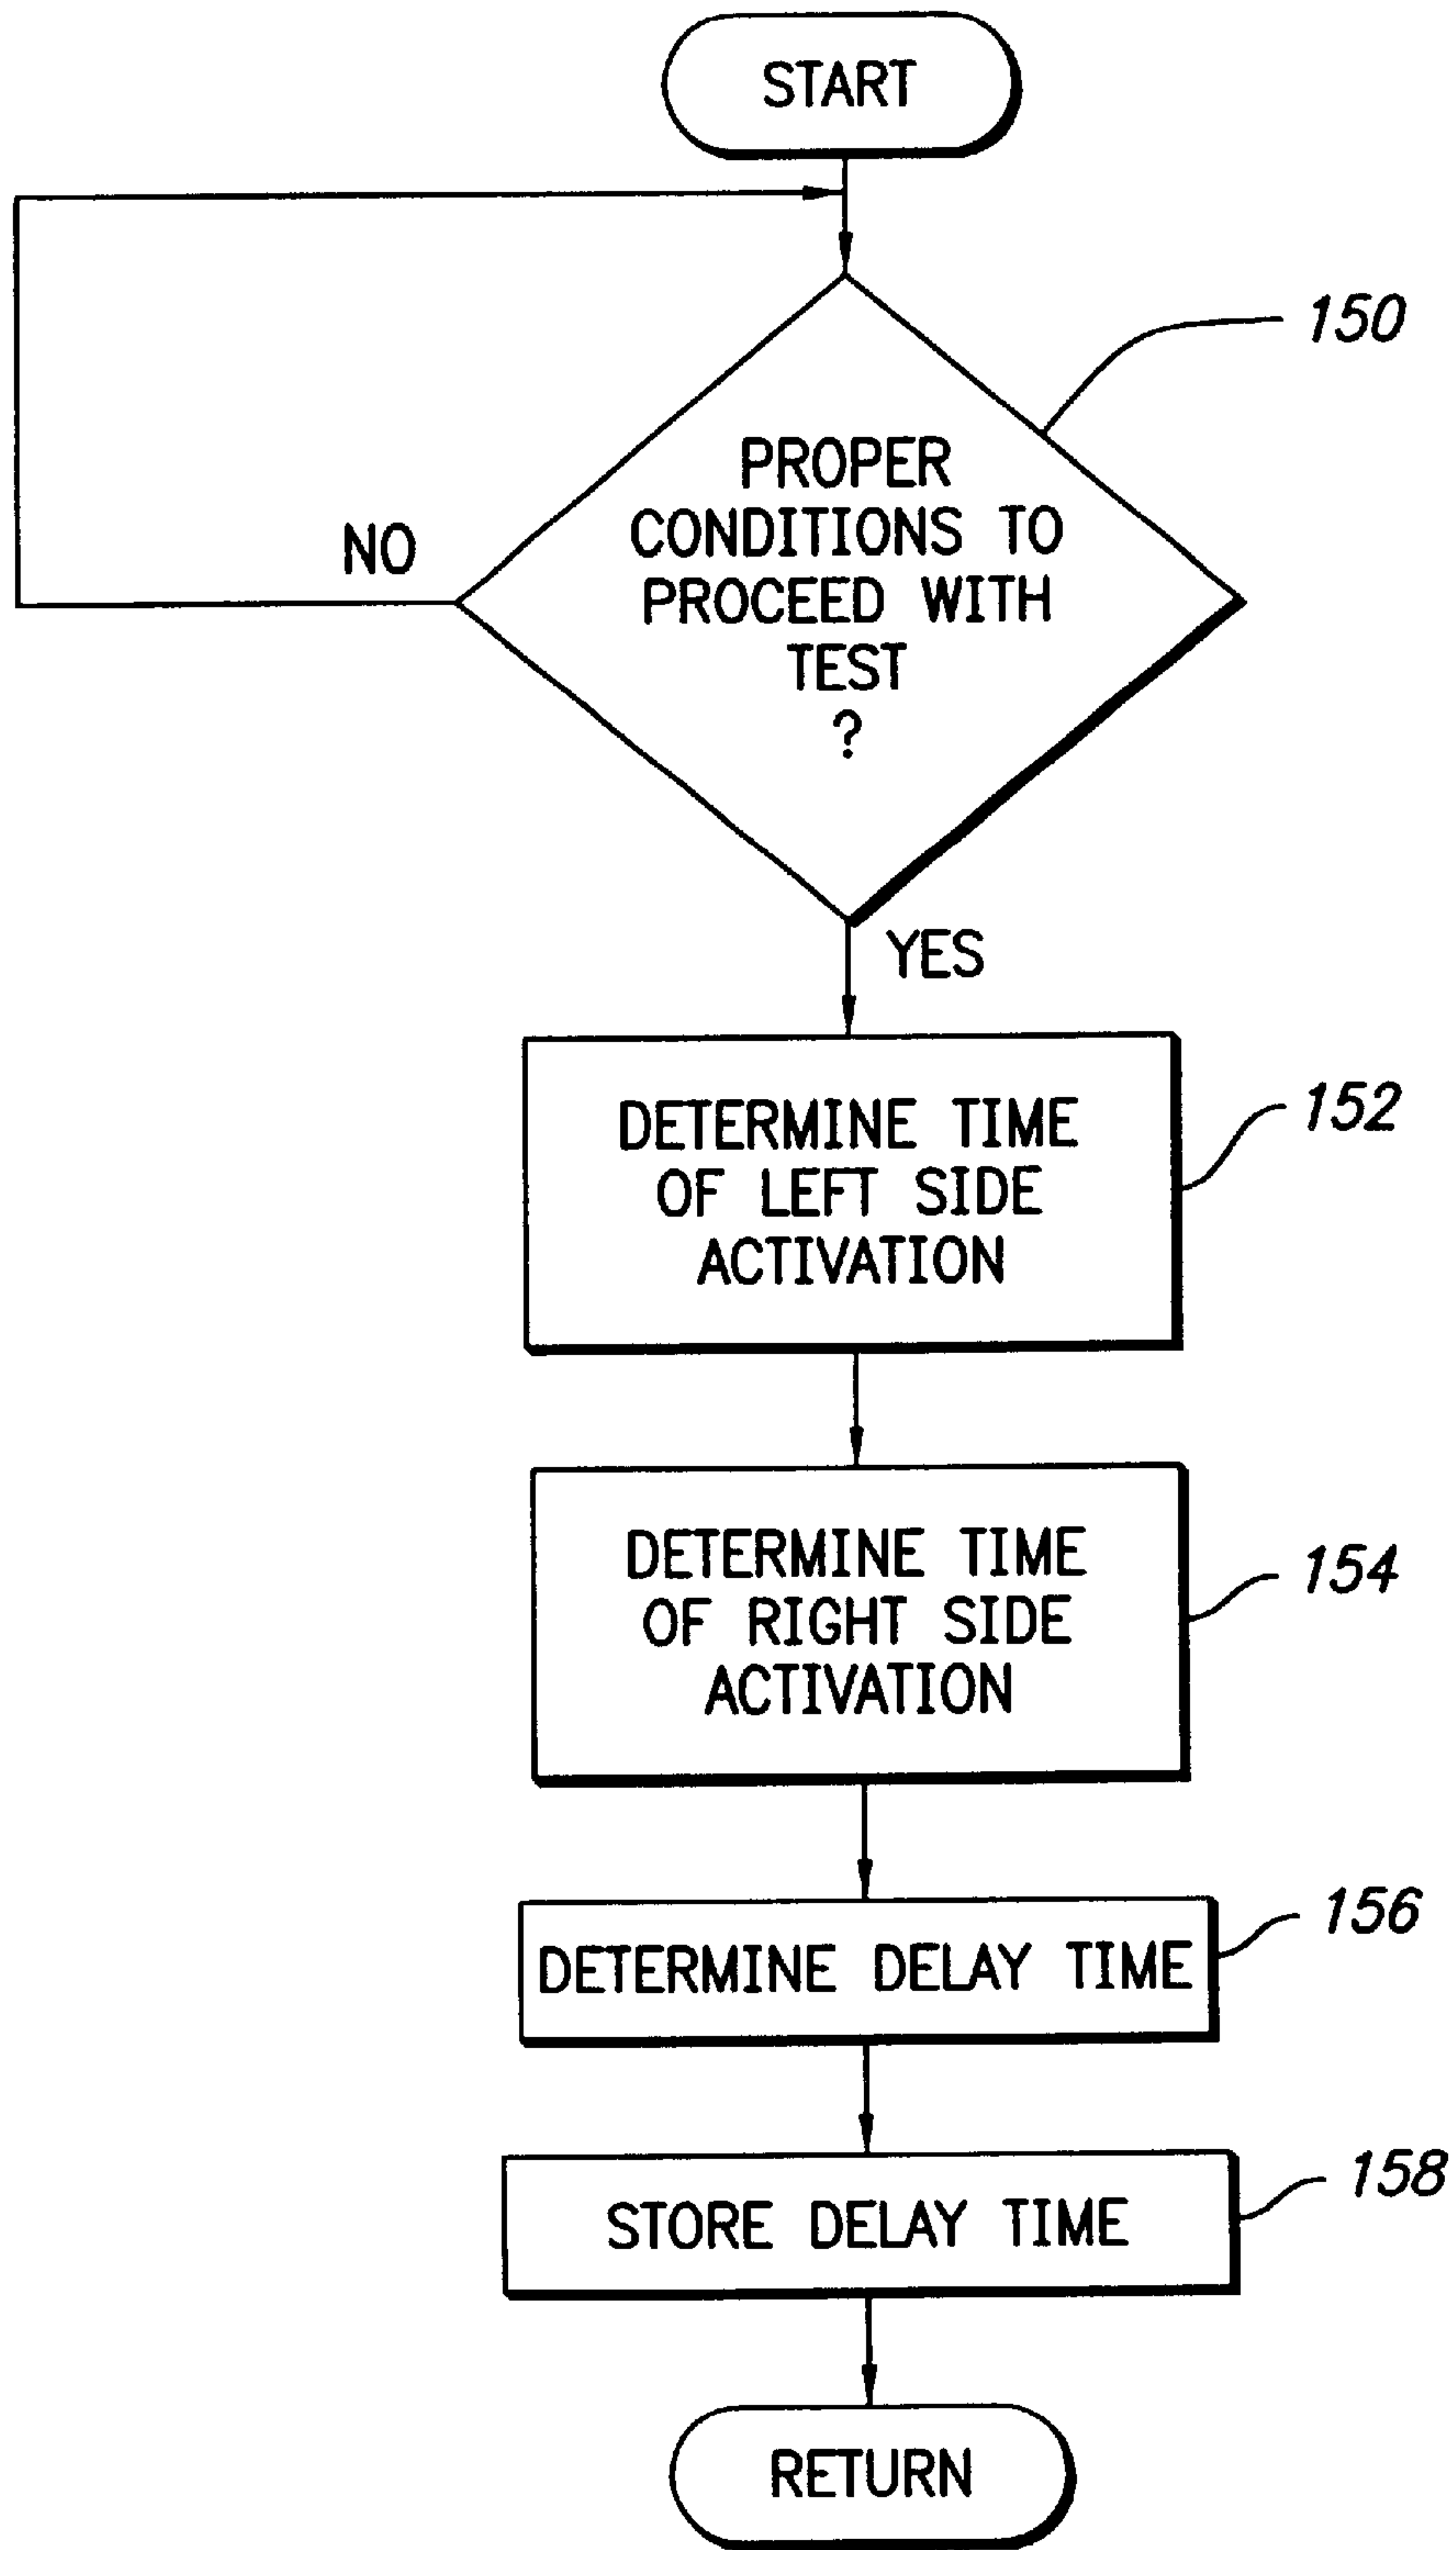 START
150
PROPER
CONDITIONS TO
PROCEED WITH
TEST
?
NO
YES
152
DETERMINE TIME
OF LEFT SIDE
ACTIVATION
154
DETERMINE TIME
OF RIGHT SIDE
ACTIVATION
156
DETERMINE DELAY TIME
158
STORE DELAY TIME
RETURN